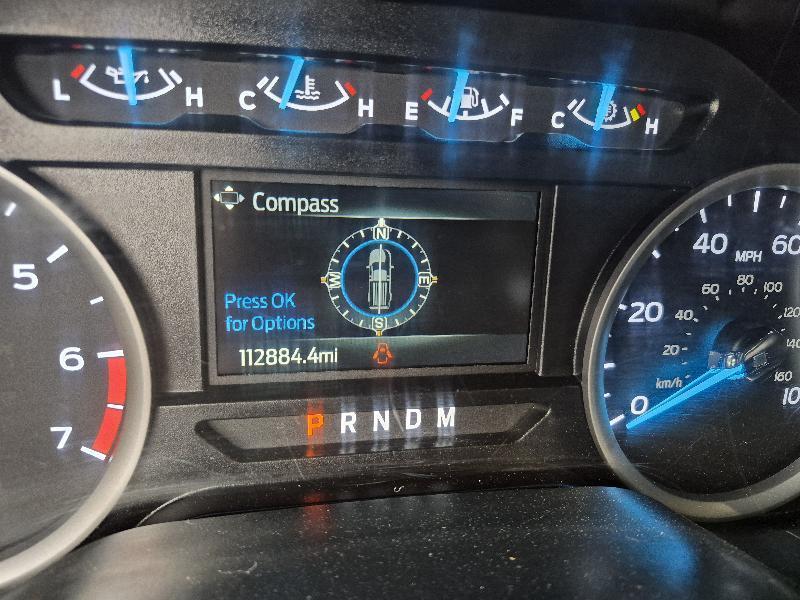 L H C H E F C H
Compass
N
W E
S
Press OK
for Options
112884.4mi
P R N D M
5
6
7
0
20
40
60
MPH
km/h
20
40
60
80
100
120
140
160